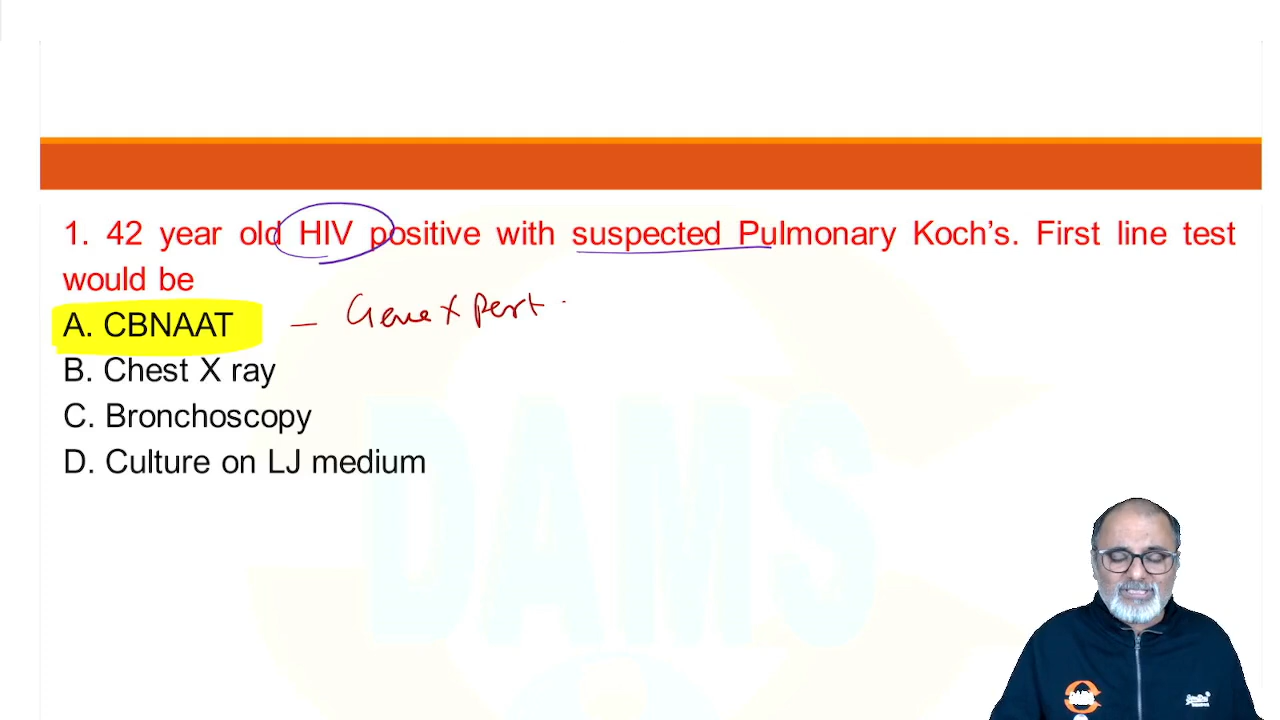 1. 42 year old HIV positive with suspected Pulmonary Koch's. First line test
would be
A. CBNAAT – GeneXpert
B. Chest X ray
C. Bronchoscopy
D. Culture on LJ medium
DAMS